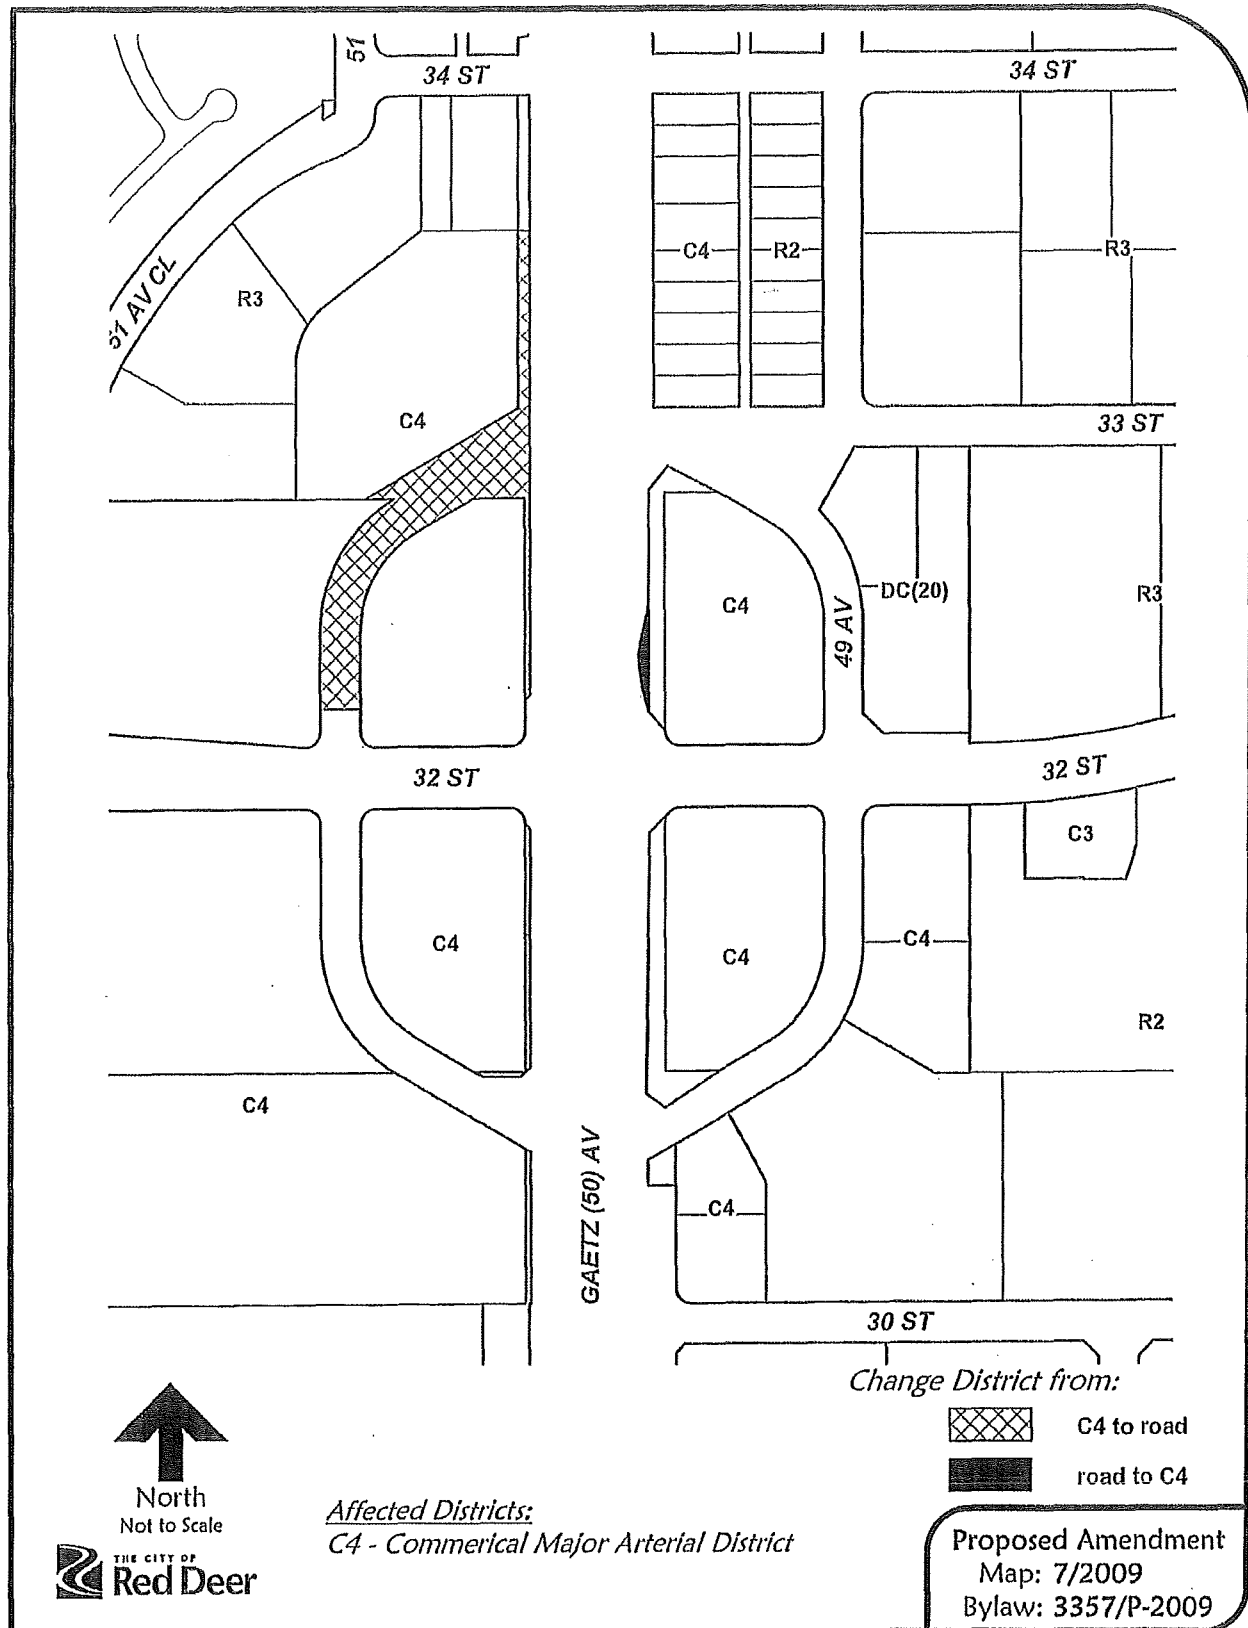 51
34 ST
34 ST
C4
R2
R3
51 AV CL
R3
C4
33 ST
C4
DC(20)
R3
49 AV
32 ST
32 ST
C3
C4
C4
C4
R2
C4
GAETZ (50) AV
C4
30 ST
Change District from:
C4 to road
road to C4
North
Not to Scale
Affected Districts:
C4 - Commerical Major Arterial District
THE CITY OF
Red Deer
Proposed Amendment
Map: 7/2009
Bylaw: 3357/P-2009